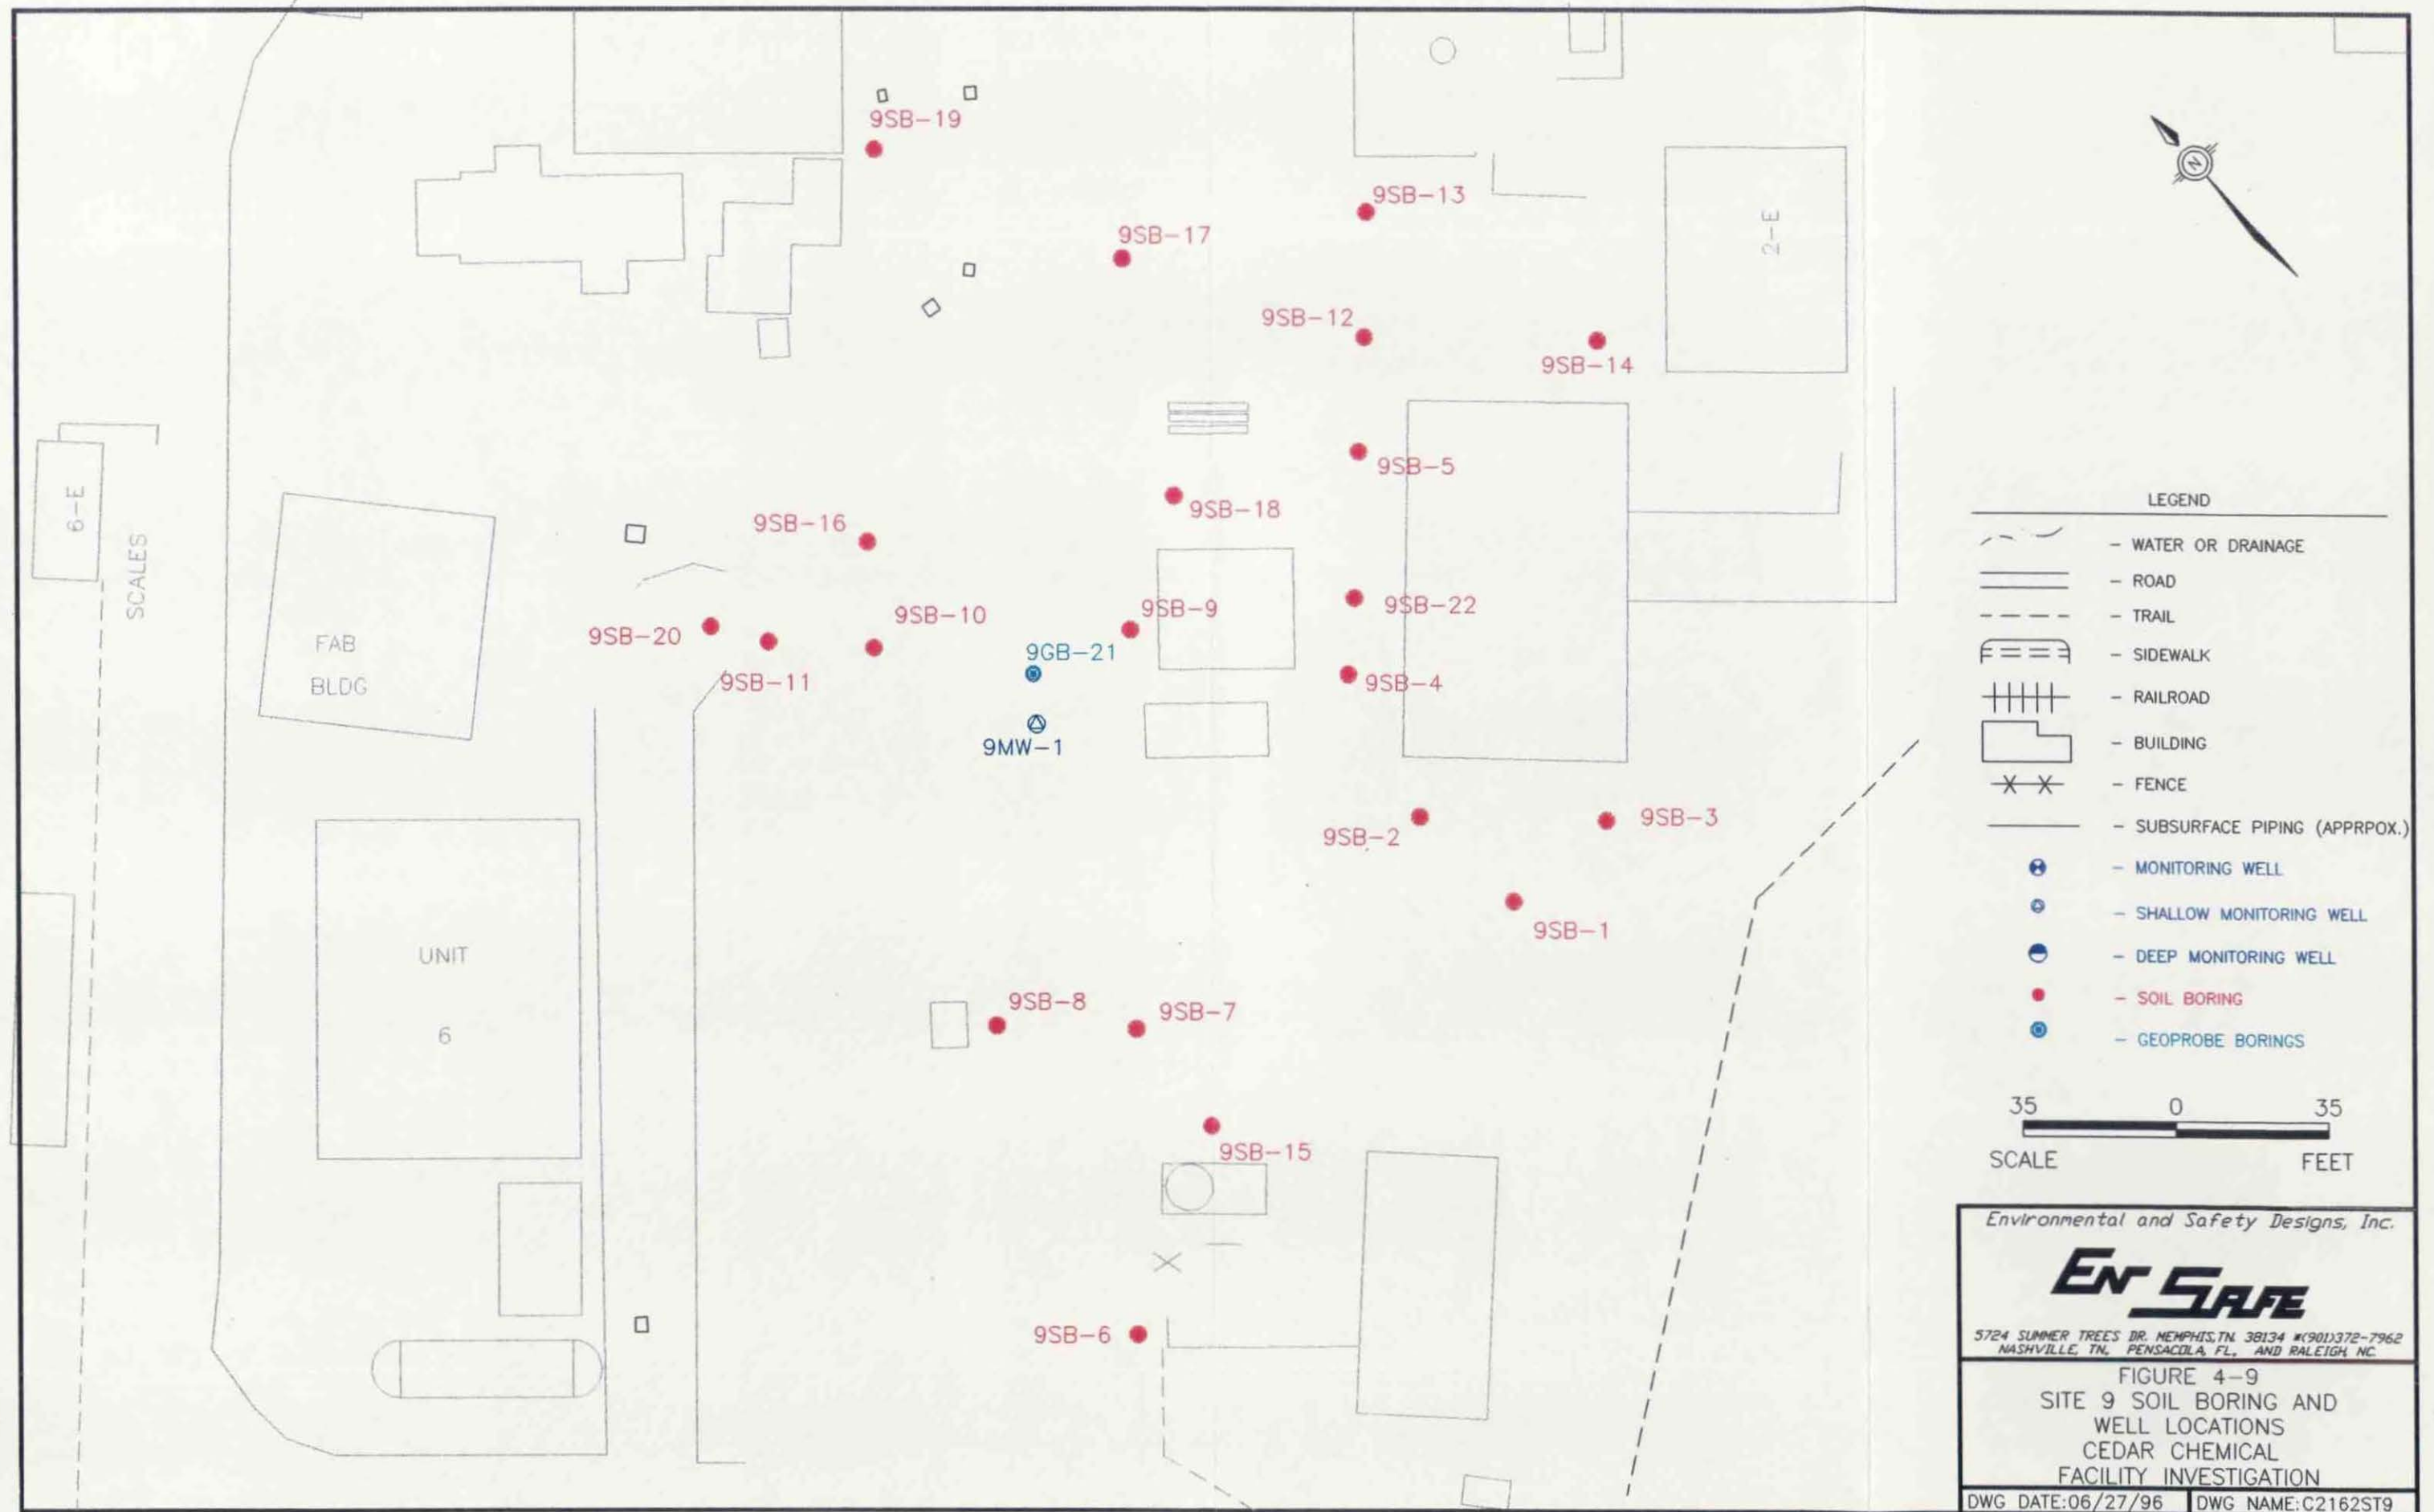 9SB-19
9SB-13
9SB-17
2-E
N
9SB-12
9SB-14
9SB-5
9SB-18
6-E
SCALES
9SB-16
9SB-22
9SB-9
9SB-10
9SB-20
FAB
BLDG
9GB-21
9SB-11
9SB-4
9MW-1
9SB-2
9SB-3
9SB-1
UNIT
6
9SB-8
9SB-7
9SB-15
9SB-6
LEGEND
- WATER OR DRAINAGE
- ROAD
- TRAIL
- SIDEWALK
- RAILROAD
- BUILDING
- FENCE
- SUBSURFACE PIPING (APPRPOX.)
- MONITORING WELL
- SHALLOW MONITORING WELL
- DEEP MONITORING WELL
- SOIL BORING
- GEOPROBE BORINGS
35 0 35
SCALE FEET
Environmental and Safety Designs, Inc.
EN SAFE
5724 SUMMER TREES DR. MEMPHIS, TN. 38134 #(901)372-7962
NASHVILLE, TN, PENSACOLA, FL, AND RALEIGH, NC
FIGURE 4-9
SITE 9 SOIL BORING AND
WELL LOCATIONS
CEDAR CHEMICAL
FACILITY INVESTIGATION
DWG DATE:06/27/96 DWG NAME:C2162ST9